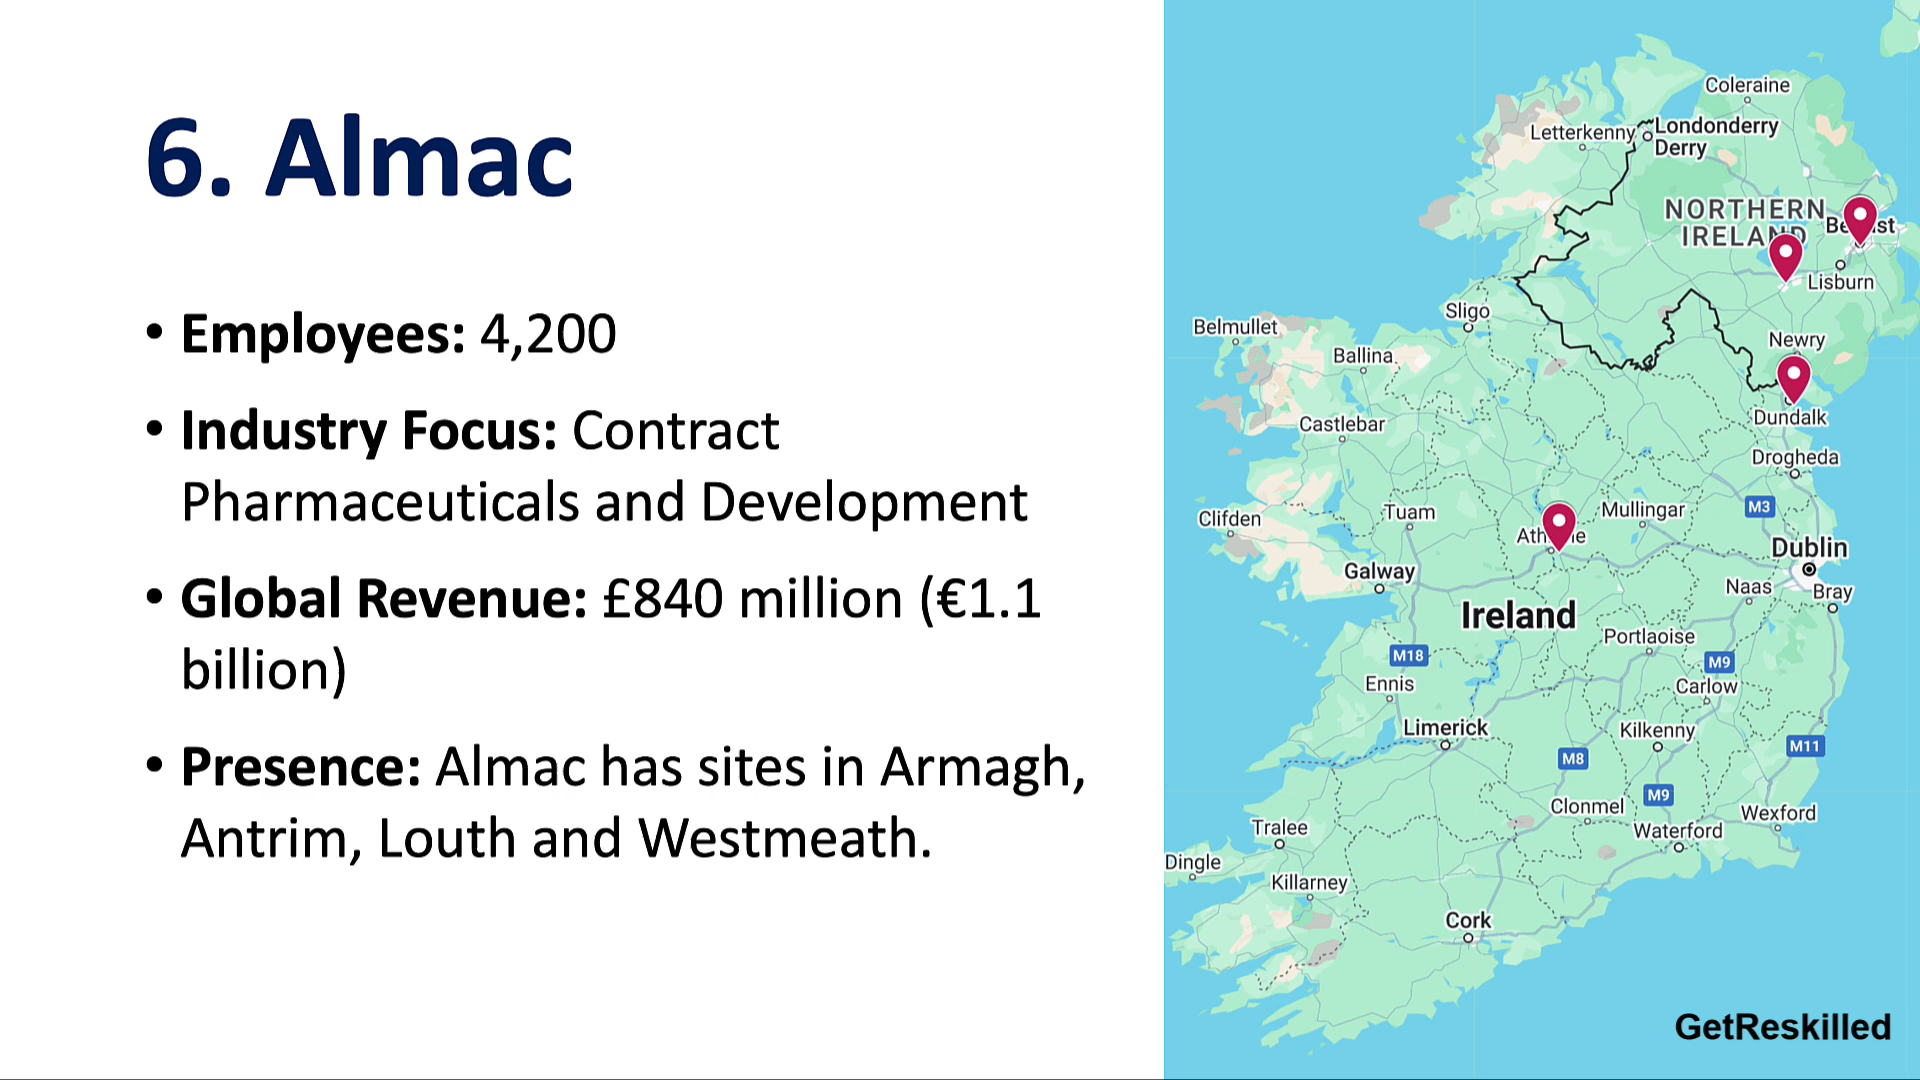 6. Almac
• Employees: 4,200
• Industry Focus: Contract
Pharmaceuticals and Development
• Global Revenue: £840 million (€1.1
billion)
• Presence: Almac has sites in Armagh,
Antrim, Louth and Westmeath.
Coleraine
Letterkenny
Londonderry
Derry
NORTHERN
IRELAND
Lisburn
Newry
Sligo
Belmullet
Ballina
Dundalk
Castlebar
Drogheda
M3
Mullingar
Tuam
Clifden
Dublin
Galway
Naas
Bray
Ireland
Portlaoise
M18
M9
Ennis
Carlow
Limerick
Kilkenny
M11
M8
M9
Clonmel
Wexford
Tralee
Waterford
Dingle
Killarney
Cork
GetReskilled